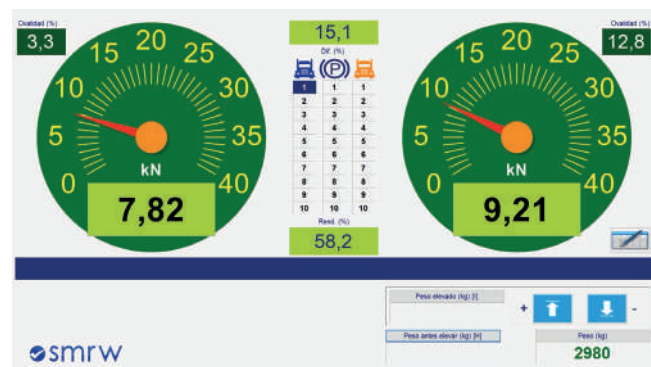 Ovalidad (%)
3,3
0
5
10
15
20
25
30
35
40
kN
7,82
15,1
Dif. (%)
P
1 1 1
2 2 2
3 3 3
4 4 4
5 5 5
6 6 6
7 7 7
8 8 8
9 9 9
10 10 10
Rend. (%)
58,2
Ovalidad (%)
12,8
0
5
10
15
20
25
30
35
40
kN
9,21
Peso elevado (kg) [I]
+ -
Peso antes elevar (kg) [H]
Peso (kg)
2980
smrw